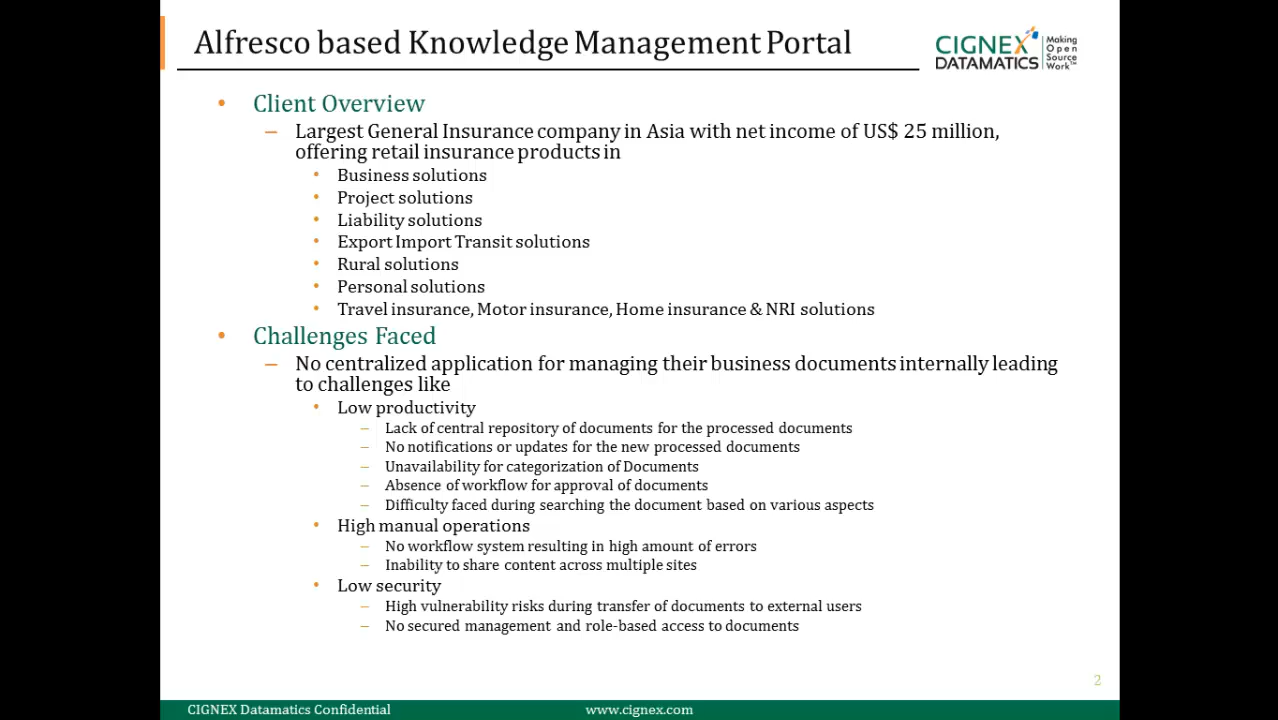 Alfresco based Knowledge Management Portal
CIGNEX
DATAMATICS
Making
Open
Source
Work™
• Client Overview
– Largest General Insurance company in Asia with net income of US$ 25 million,
offering retail insurance products in
• Business solutions
• Project solutions
• Liability solutions
• Export Import Transit solutions
• Rural solutions
• Personal solutions
• Travel insurance, Motor insurance, Home insurance & NRI solutions
• Challenges Faced
– No centralized application for managing their business documents internally leading
to challenges like
• Low productivity
– Lack of central repository of documents for the processed documents
– No notifications or updates for the new processed documents
– Unavailability for categorization of Documents
– Absence of workflow for approval of documents
– Difficulty faced during searching the document based on various aspects
• High manual operations
– No workflow system resulting in high amount of errors
– Inability to share content across multiple sites
• Low security
– High vulnerability risks during transfer of documents to external users
– No secured management and role-based access to documents
2
CIGNEX Datamatics Confidential
www.cignex.com